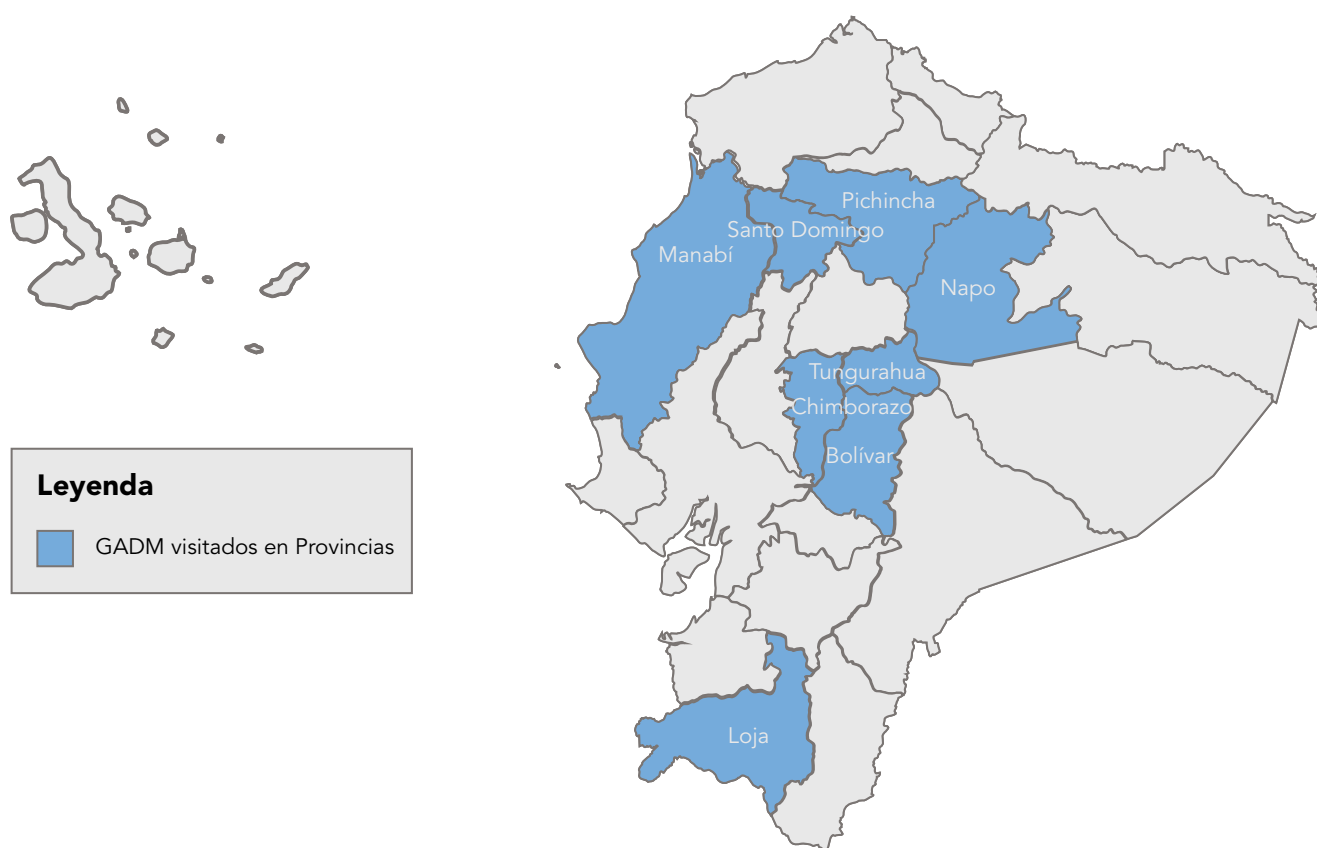 Pichincha
Santo Domingo
Manabí
Napo
Tungurahua
Chimborazo
Bolívar
Leyenda
GADM visitados en Provincias
Loja